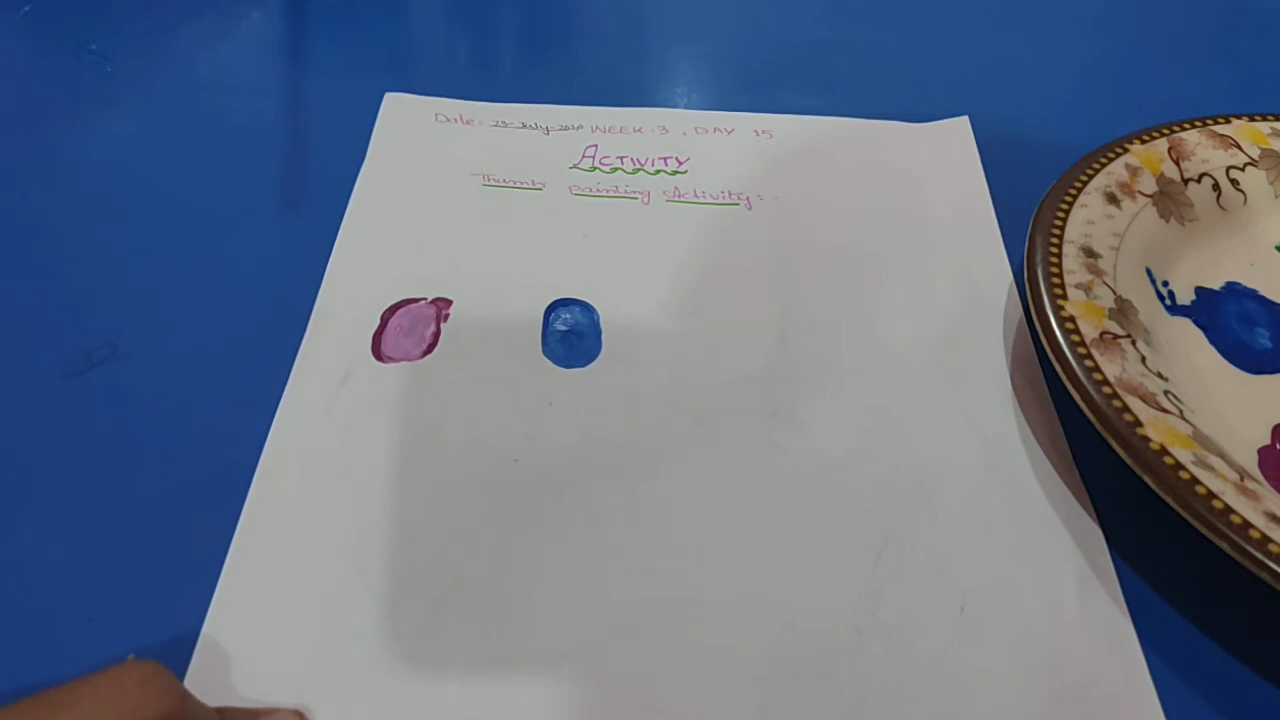 Date: 29-July-2020 WEEK:3, DAY 15
ACTIVITY
Thumb painting Activity:-